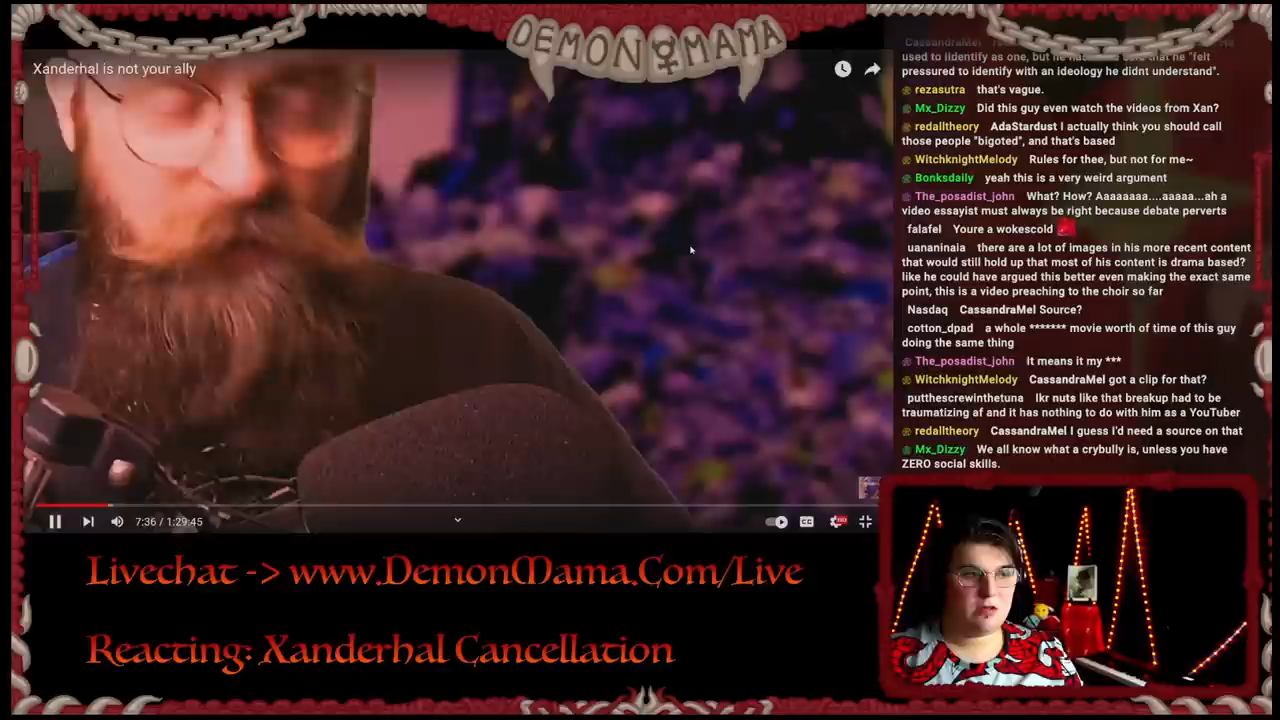 DEMON MAMA
Xanderhal is not your ally
CassandraMel
used to Iidentify as one, but he
that he "felt
pressured to identify with an ideology he didnt understand".
rezasutra that's vague.
Mx_Dizzy Did this guy even watch the videos from Xan?
redalltheory AdaStardust I actually think you should call
those people "bigoted", and that's based
WitchknightMelody Rules for thee, but not for me~
Bonksdaily yeah this is a very weird argument
The_posadist_john What? How? Aaaaaaaa....aaaaa...ah a
video essayist must always be right because debate perverts
falafel Youre a wokescold
uananinaia there are a lot of images in his more recent content
that would still hold up that most of his content is drama based?
like he could have argued this better even making the exact same
point, this is a video preaching to the choir so far
Nasdaq CassandraMel Source?
cotton_dpad a whole ******* movie worth of time of this guy
doing the same thing
The_posadist_john It means it my ***
WitchknightMelody CassandraMel got a clip for that?
putthescrewinthetuna Ikr nuts like that breakup had to be
traumatizing af and it has nothing to do with him as a YouTuber
redalltheory CassandraMel I guess i'd need a source on that
Mx_Dizzy We all know what a crybully is, unless you have
ZERO social skills.
7:36 / 1:29:45
CC
Livechat -> www.DemonMama.Com/Live
Reacting: Xanderhal Cancellation